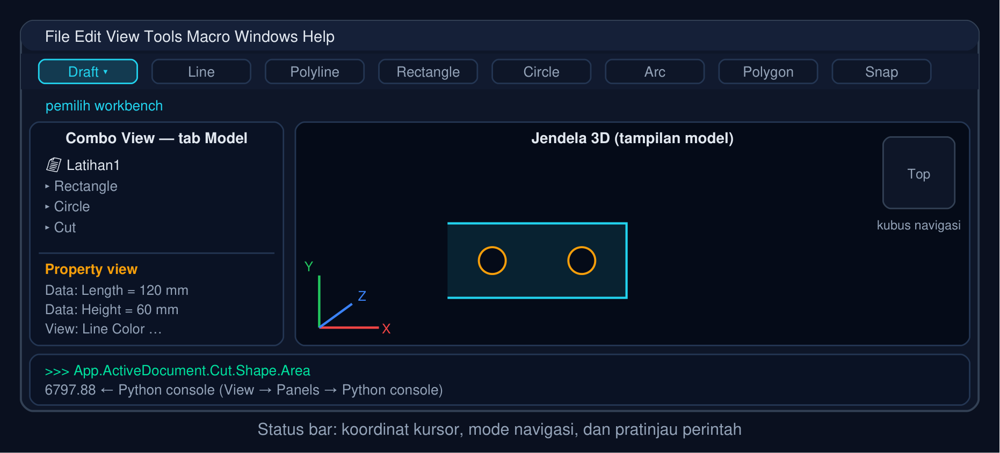 File Edit View Tools Macro Windows Help
Draft ▾ Line Polyline Rectangle Circle Arc Polygon Snap
pemilih workbench
Combo View — tab Model
Latihan1
▸ Rectangle
▸ Circle
▸ Cut
Property view
Data: Length = 120 mm
Data: Height = 60 mm
View: Line Color …
Jendela 3D (tampilan model)
Top
kubus navigasi
Y
Z
X
>>> App.ActiveDocument.Cut.Shape.Area
6797.88 ← Python console (View → Panels → Python console)
Status bar: koordinat kursor, mode navigasi, dan pratinjau perintah